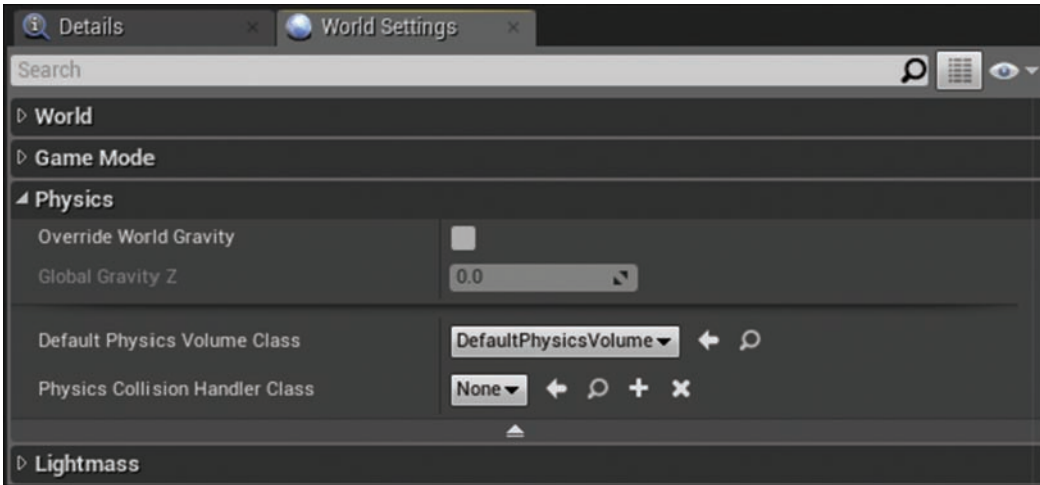 Details World Settings
Search
World
Game Mode
Physics
Override World Gravity
Global Gravity Z 0.0
Default Physics Volume Class DefaultPhysicsVolume
Physics Collision Handler Class None
Lightmass